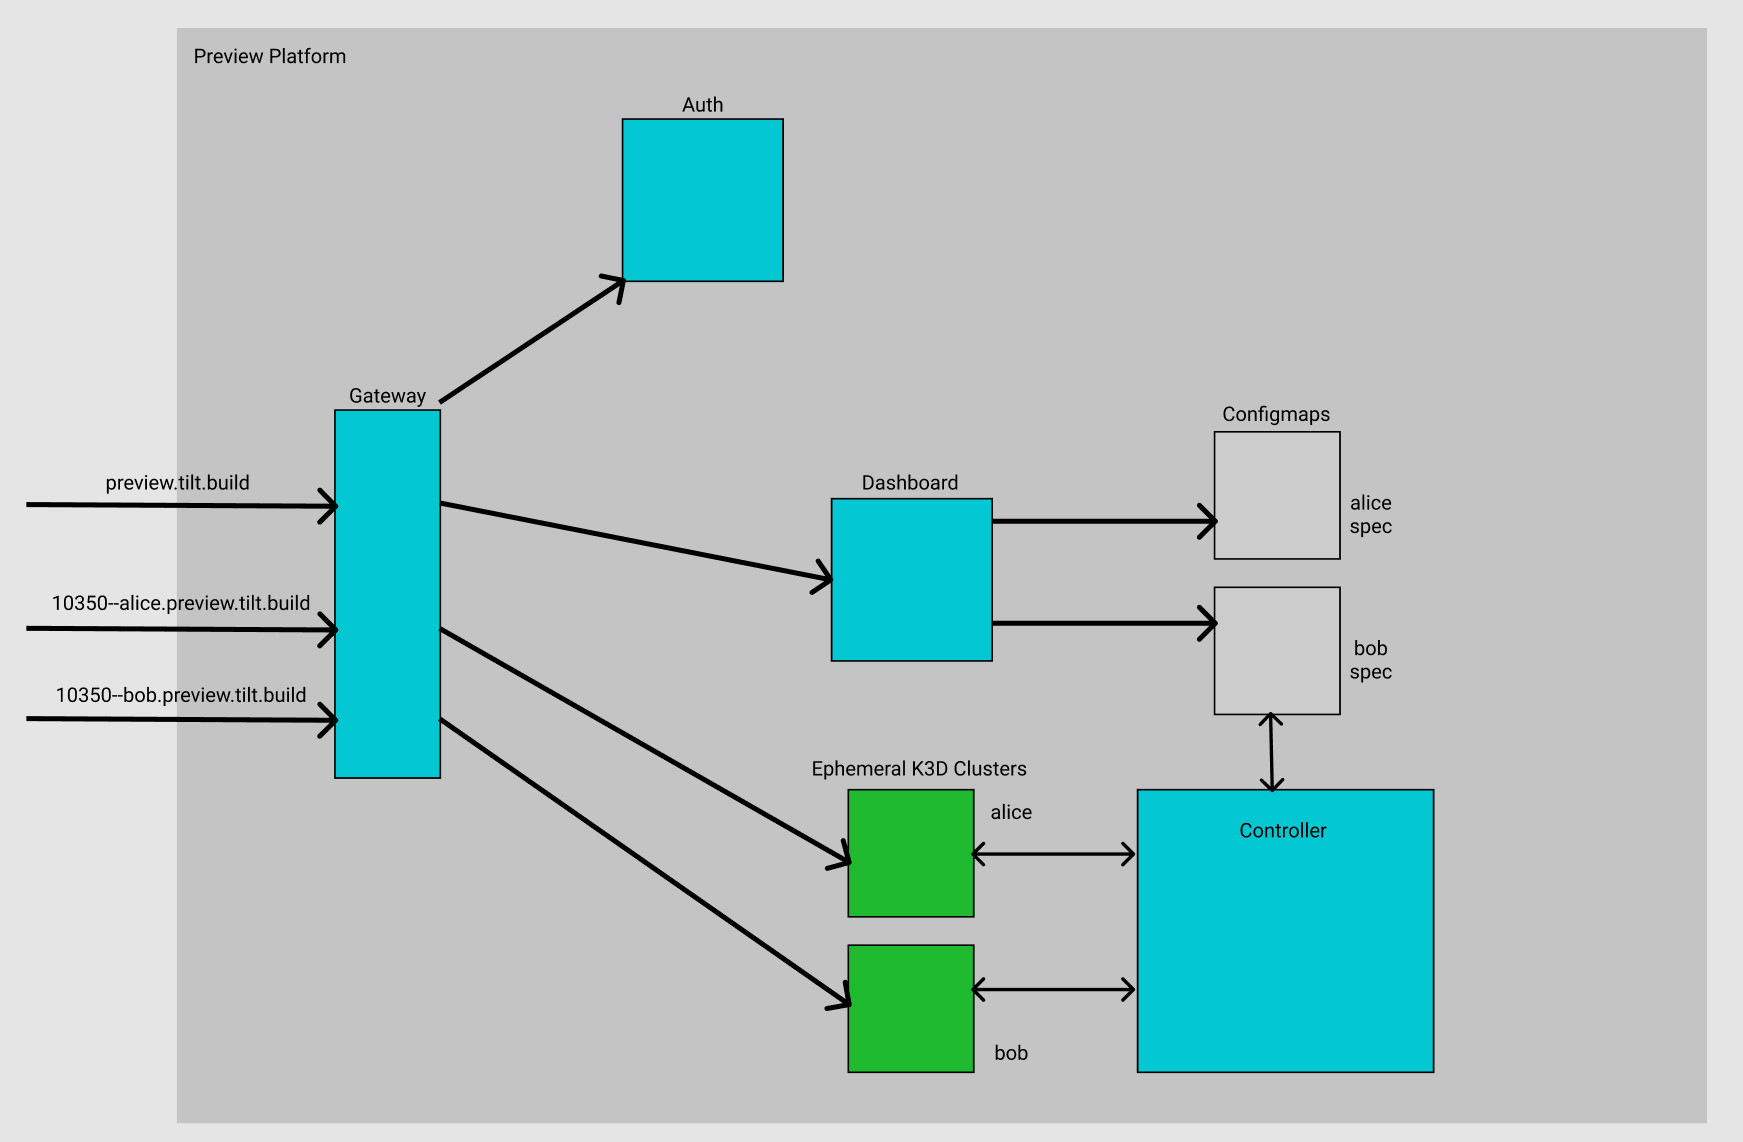 Preview Platform
Auth
Gateway
preview.tilt.build
10350--alice.preview.tilt.build
10350--bob.preview.tilt.build
Dashboard
Configmaps
alice
spec
bob
spec
Ephemeral K3D Clusters
alice
bob
Controller